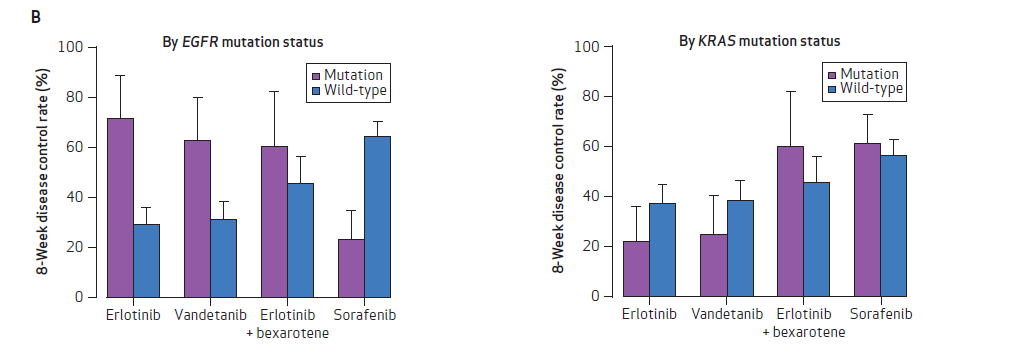 B
By EGFR mutation status
8-Week disease control rate (%)
100
80
60
40
20
0
Mutation
Wild-type
Erlotinib
Vandetanib
Erlotinib
+ bexarotene
Sorafenib
By KRAS mutation status
8-Week disease control rate (%)
100
80
60
40
20
0
Mutation
Wild-type
Erlotinib
Vandetanib
Erlotinib
+ bexarotene
Sorafenib